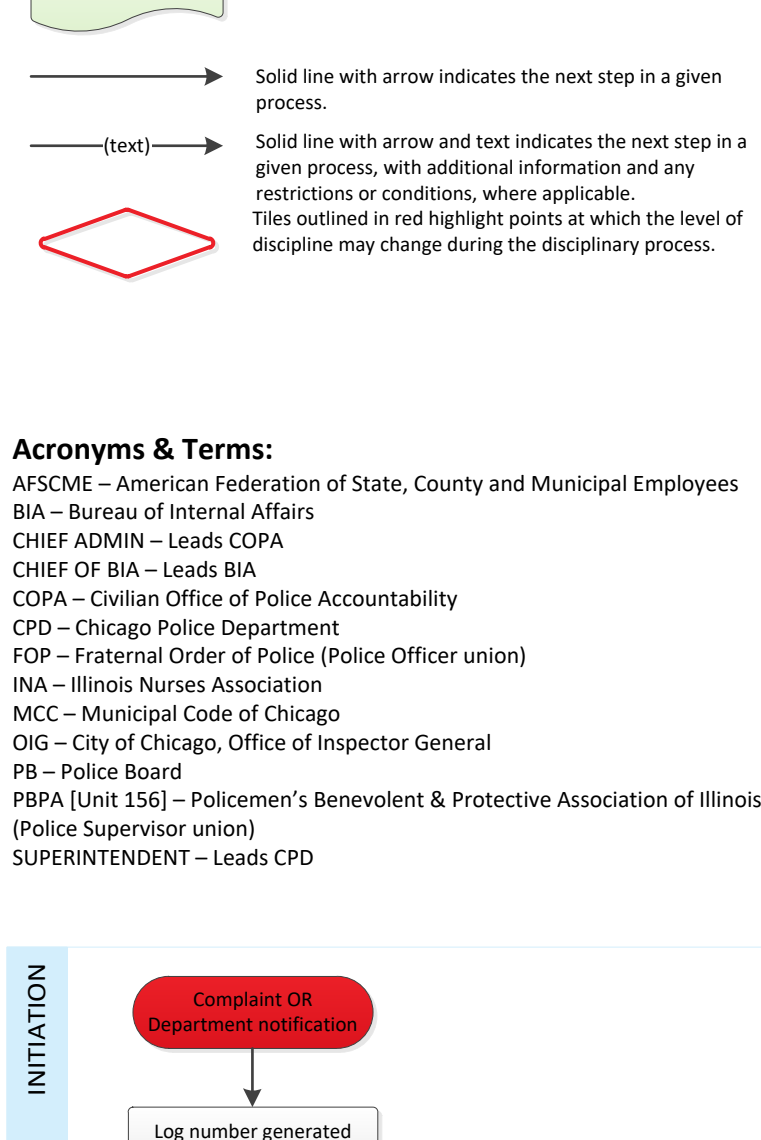 Solid line with arrow indicates the next step in a given
process.
(text)
Solid line with arrow and text indicates the next step in a
given process, with additional information and any
restrictions or conditions, where applicable.
Tiles outlined in red highlight points at which the level of
discipline may change during the disciplinary process.
Acronyms & Terms:
AFSCME – American Federation of State, County and Municipal Employees
BIA – Bureau of Internal Affairs
CHIEF ADMIN – Leads COPA
CHIEF OF BIA – Leads BIA
COPA – Civilian Office of Police Accountability
CPD – Chicago Police Department
FOP – Fraternal Order of Police (Police Officer union)
INA – Illinois Nurses Association
MCC – Municipal Code of Chicago
OIG – City of Chicago, Office of Inspector General
PB – Police Board
PBPA [Unit 156] – Policemen’s Benevolent & Protective Association of Illinois
(Police Supervisor union)
SUPERINTENDENT – Leads CPD
INITIATION
Complaint OR
Department notification
Log number generated